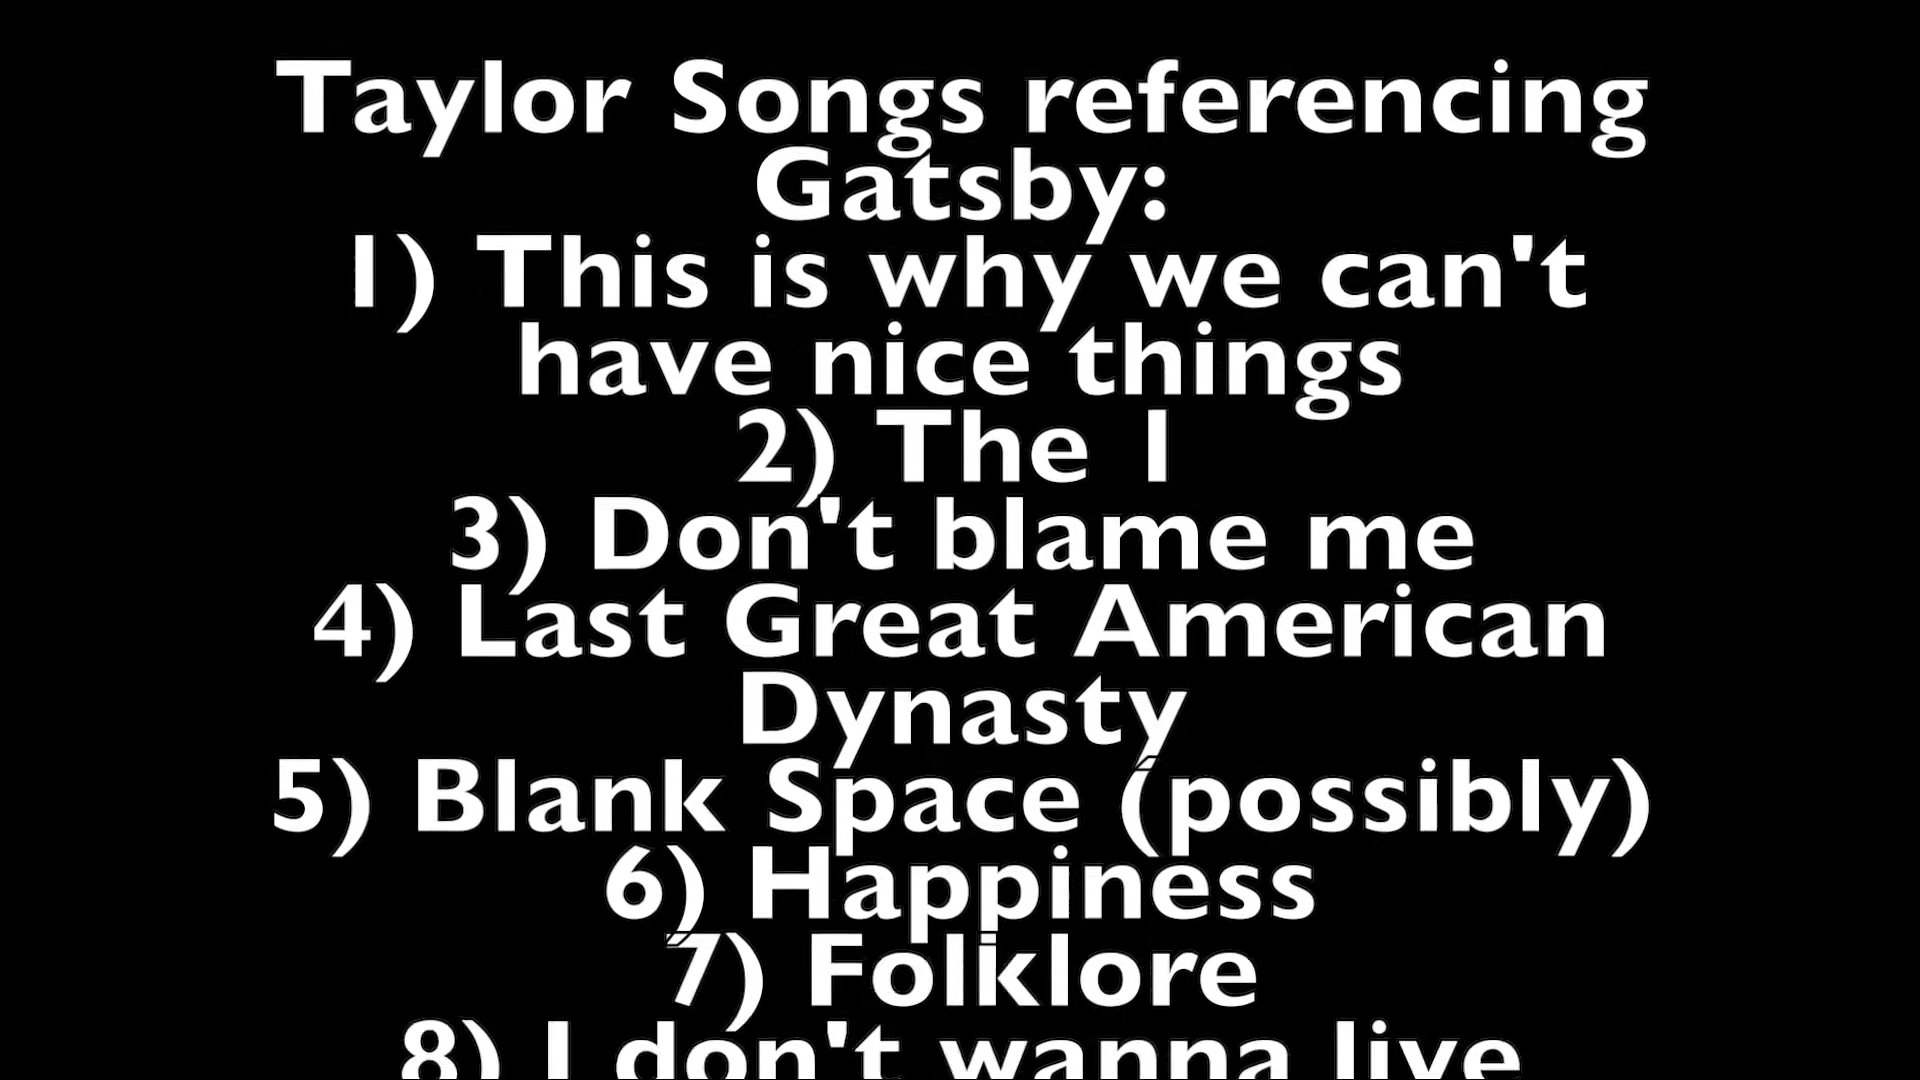 Taylor Songs referencing
Gatsby:
1) This is why we can't
have nice things
2) The 1
3) Don't blame me
4) Last Great American
Dynasty
5) Blank Space (possibly)
6) Happiness
7) Folklore
8) I don't wanna live